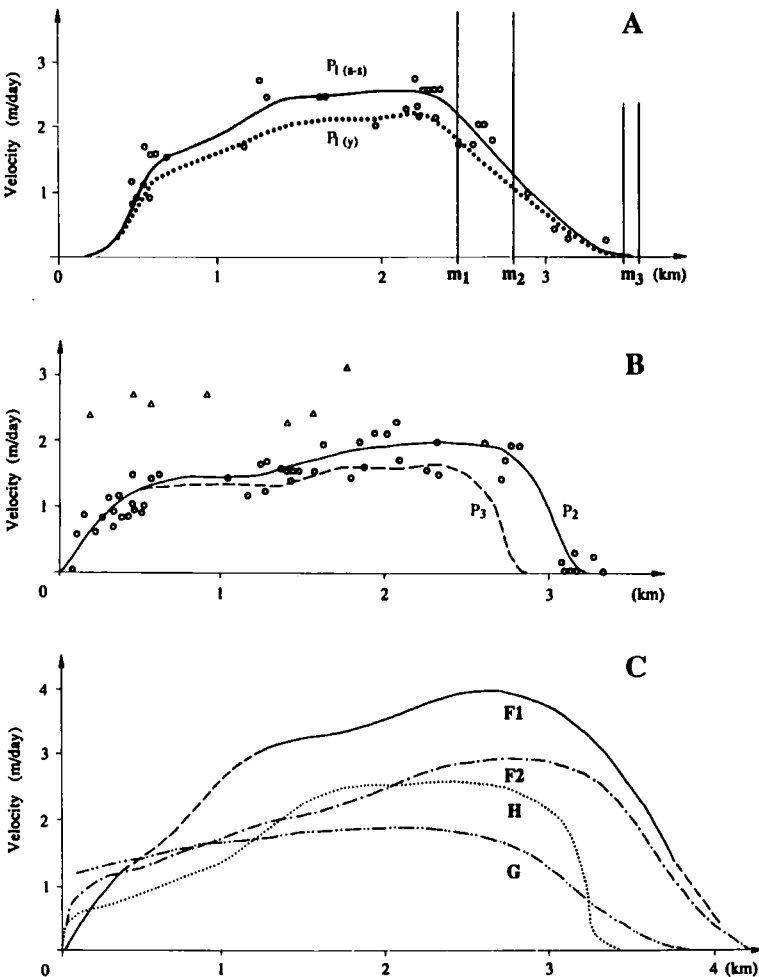 A
Velocity (m/day)
3
2
1
P1 (s-s)
P1 (y)
0
1
2
m1
m2
3
m3
(km)
B
Velocity (m/day)
3
2
1
P3
P2
0
1
2
3
(km)
C
Velocity (m/day)
4
3
2
1
F1
F2
H
G
0
1
2
3
4
(km)